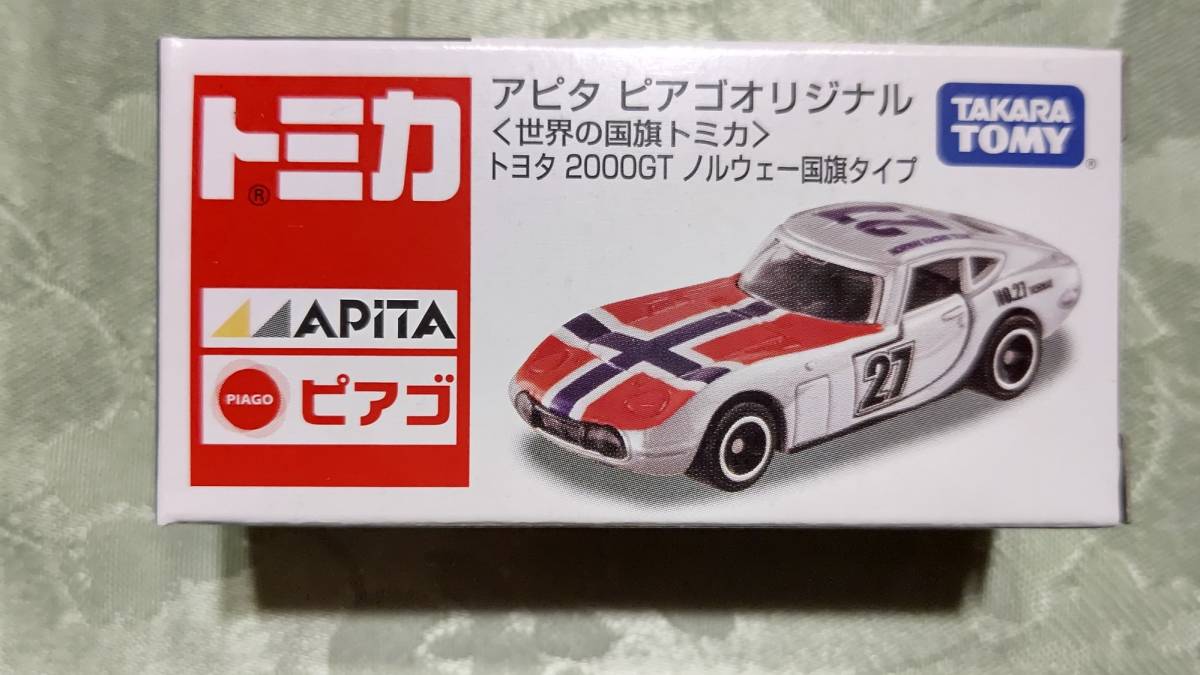 トミカ
®
APiTA
PIAGO
ピアゴ
アピタ ピアゴオリジナル
<世界の国旗トミカ>
トヨタ 2000GT ノルウェー国旗タイプ
TAKARA
TOMY
®
27
NO.27
27